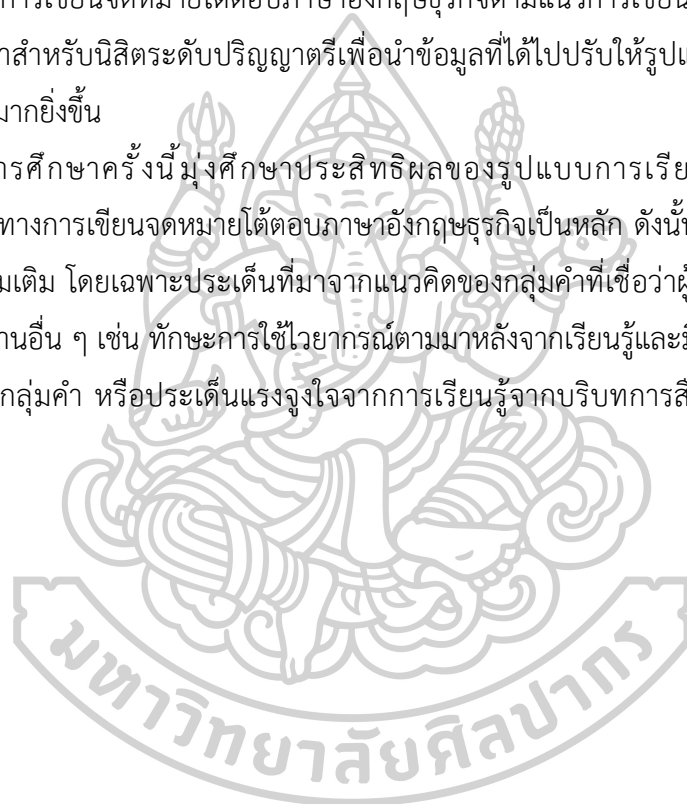 การเขียนจดหมายโต้ตอบภาษาอังกฤษธุรกิจตามแนวการเขียน
สำหรับนิสิตระดับปริญญาตรีเพื่อนำข้อมูลที่ได้ไปปรับให้รูป
มากยิ่งขึ้น
ารศึกษาครั้งนี้มุ่งศึกษาประสิทธิผลของรูปแบบการเรีย
ทางการเขียนจดหมายโต้ตอบภาษาอังกฤษธุรกิจเป็นหลัก ดังนั้น
มเติม โดยเฉพาะประเด็นที่มาจากแนวคิดของกลุ่มคำที่เชื่อว่าผู้
านอื่น ๆ เช่น ทักษะการใช้ไวยากรณ์ตามมาหลังจากเรียนรู้และ
กลุ่มคำ หรือประเด็นแรงจูงใจจากการเรียนรู้จากบริบทการสื
มหาวิทยาลัยศิลปากร